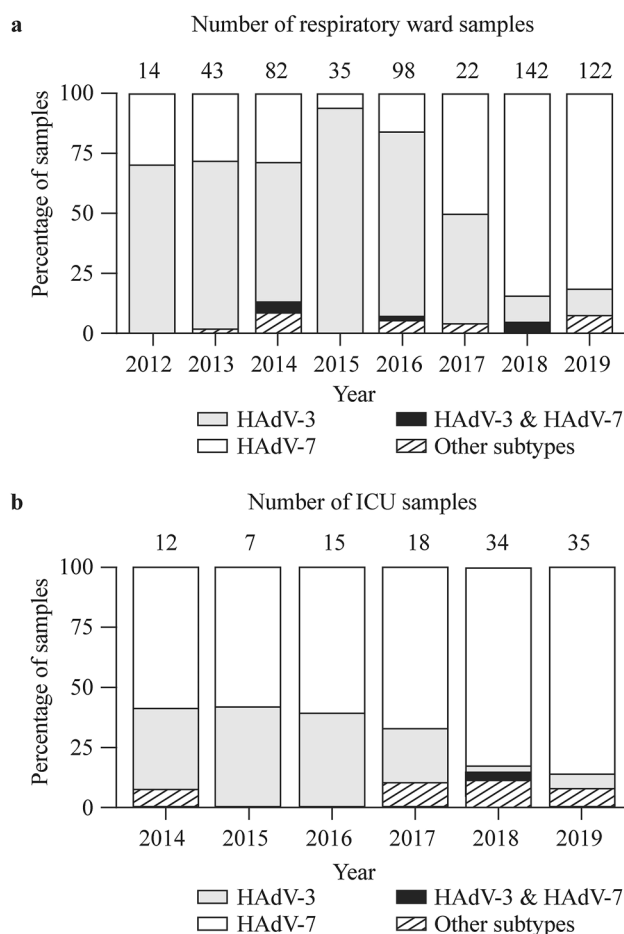 a Number of respiratory ward samples
14 43 82 35 98 22 142 122
Percentage of samples
100
75
50
25
0
2012 2013 2014 2015 2016 2017 2018 2019
Year
HAdV-3 HAdV-3 & HAdV-7
HAdV-7 Other subtypes
b Number of ICU samples
12 7 15 18 34 35
Percentage of samples
100
75
50
25
0
2014 2015 2016 2017 2018 2019
Year
HAdV-3 HAdV-3 & HAdV-7
HAdV-7 Other subtypes